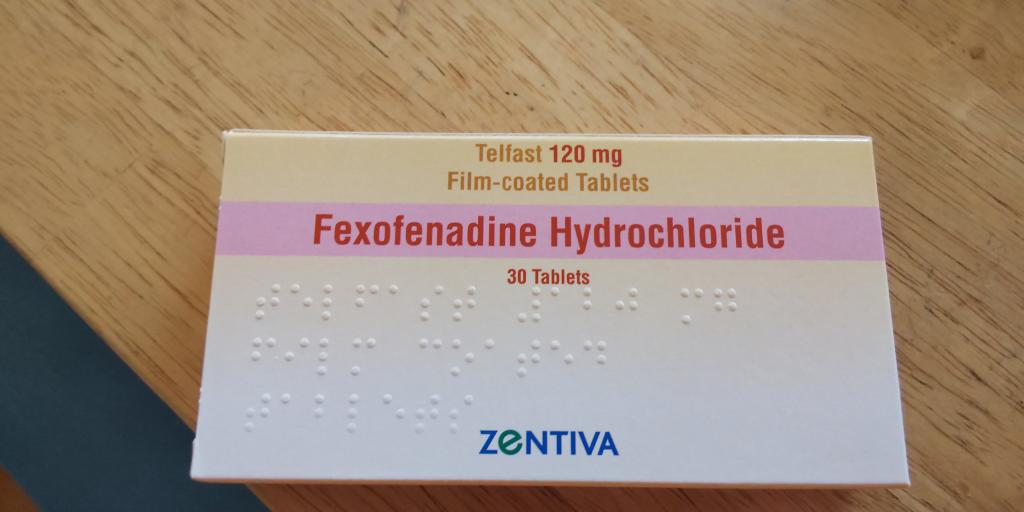 Telfast 120 mg
Film-coated Tablets
Fexofenadine Hydrochloride
30 Tablets
ZENTIVA